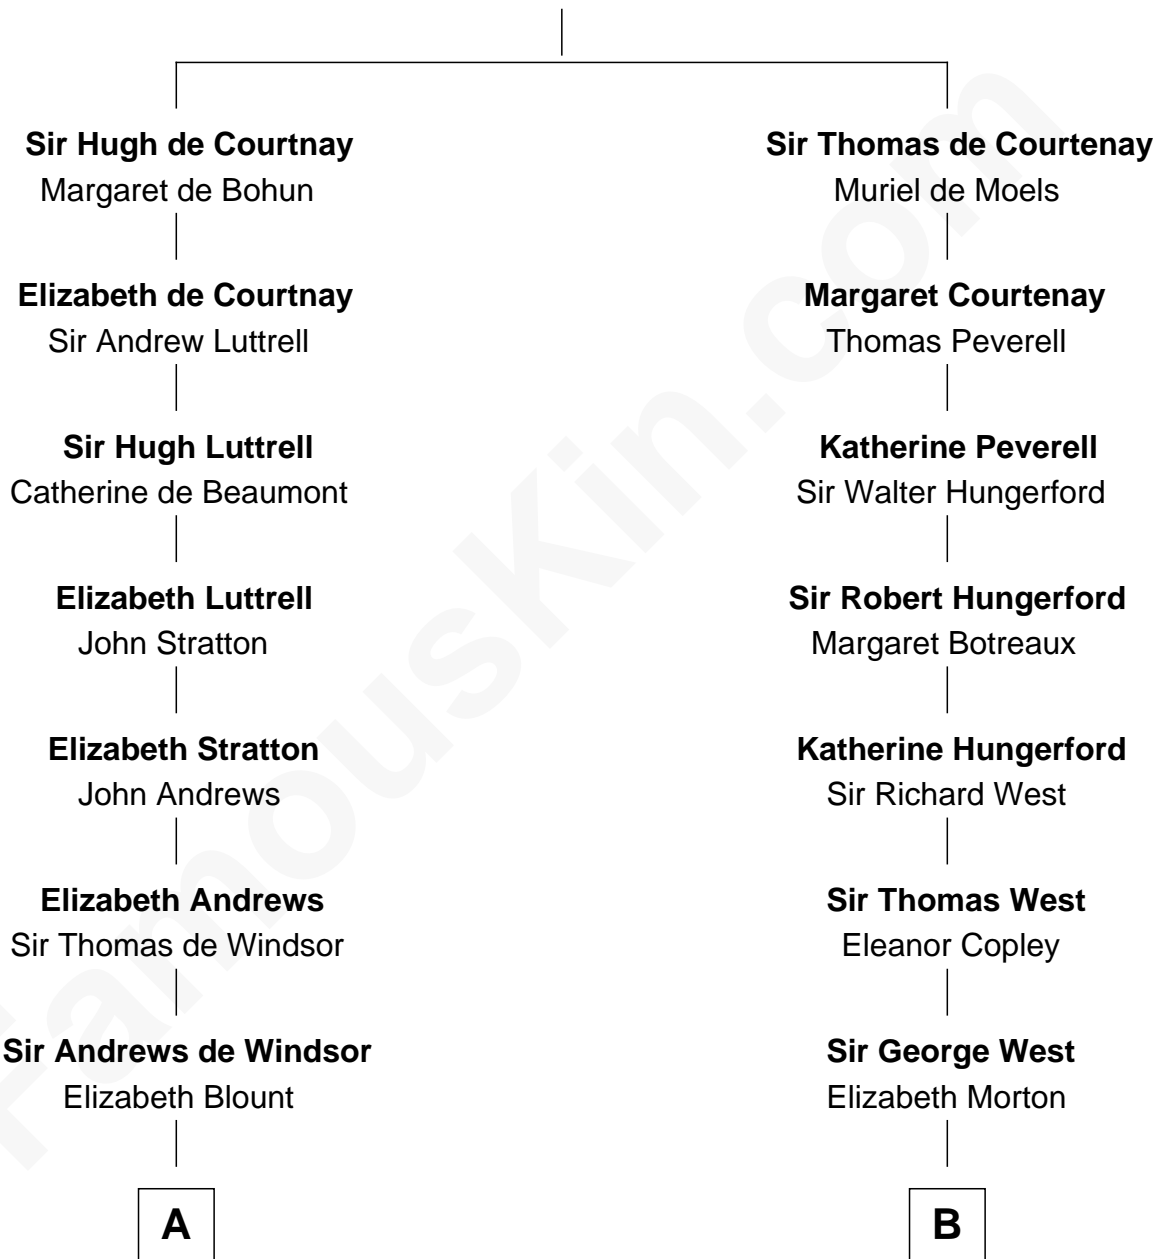 Sir Hugh de Courtnay
Margaret de Bohun
Elizabeth de Courtnay
Sir Andrew Luttrell
Sir Hugh Luttrell
Catherine de Beaumont
Elizabeth Luttrell
John Stratton
Elizabeth Stratton
John Andrews
Elizabeth Andrews
Sir Thomas de Windsor
Sir Andrews de Windsor
Elizabeth Blount
A
Sir Thomas de Courtenay
Muriel de Moels
Margaret Courtenay
Thomas Peverell
Katherine Peverell
Sir Walter Hungerford
Sir Robert Hungerford
Margaret Botreaux
Katherine Hungerford
Sir Richard West
Sir Thomas West
Eleanor Copley
Sir George West
Elizabeth Morton
B
FamousKin.com